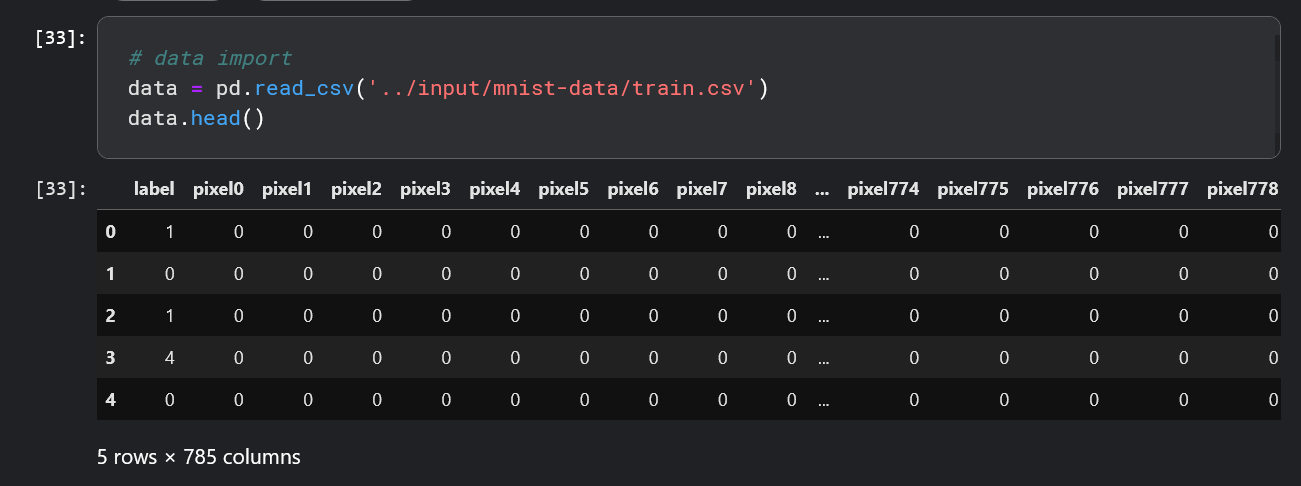 [33]:
# data import
data = pd.read_csv('../input/mnist-data/train.csv')
data.head()
[33]:
label pixel0 pixel1 pixel2 pixel3 pixel4 pixel5 pixel6 pixel7 pixel8 ... pixel774 pixel775 pixel776 pixel777 pixel778
0 1 0 0 0 0 0 0 0 0 0 ... 0 0 0 0 0
1 0 0 0 0 0 0 0 0 0 0 ... 0 0 0 0 0
2 1 0 0 0 0 0 0 0 0 0 ... 0 0 0 0 0
3 4 0 0 0 0 0 0 0 0 0 ... 0 0 0 0 0
4 0 0 0 0 0 0 0 0 0 0 ... 0 0 0 0 0
5 rows × 785 columns